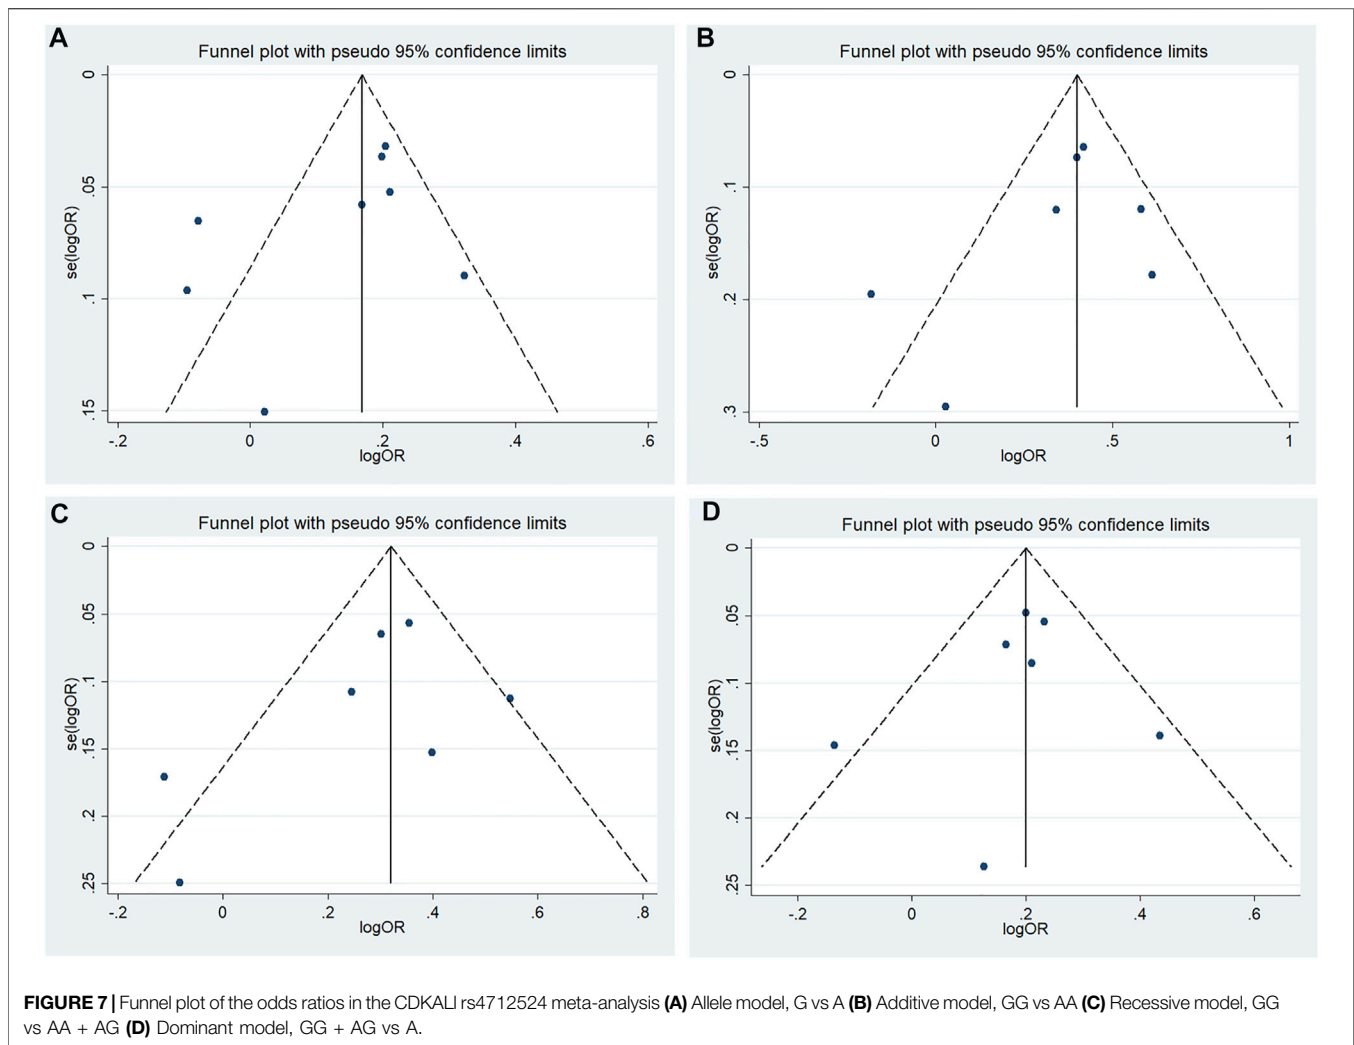 A
Funnel plot with pseudo 95% confidence limits
0
.05
.1
.15
se(logOR)
-.2
0
.2
.4
.6
logOR
B
Funnel plot with pseudo 95% confidence limits
0
.1
.2
.3
se(logOR)
-.5
0
.5
1
logOR
C
Funnel plot with pseudo 95% confidence limits
0
.05
.1
.15
.2
.25
se(logOR)
-.2
0
.2
.4
.6
.8
logOR
D
Funnel plot with pseudo 95% confidence limits
0
.05
.1
.15
.2
.25
se(logOR)
-.2
0
.2
.4
.6
logOR
FIGURE 7 | Funnel plot of the odds ratios in the CDKALI rs4712524 meta-analysis (A) Allele model, G vs A (B) Additive model, GG vs AA (C) Recessive model, GG
vs AA + AG (D) Dominant model, GG + AG vs A.